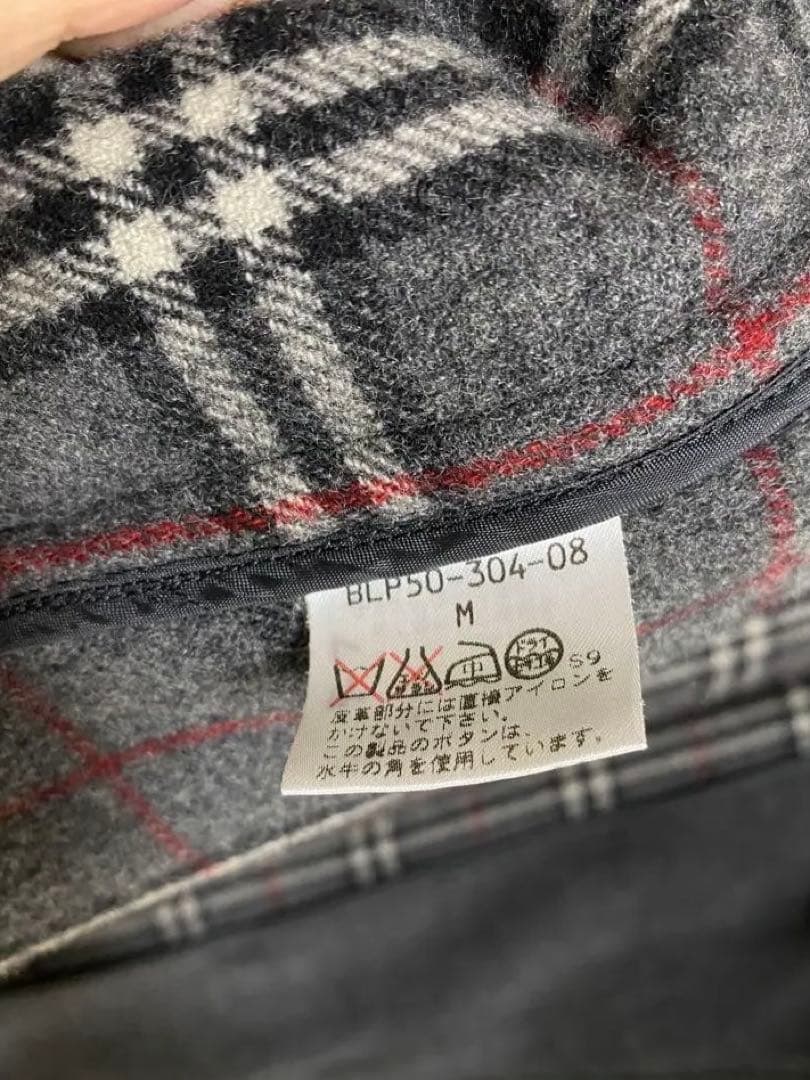 BLP50-304-08
M
ドライ
S9
皮革部分には直接アイロンを
かけないで下さい。
この製品のボタンは、
水牛の角を使用しています。